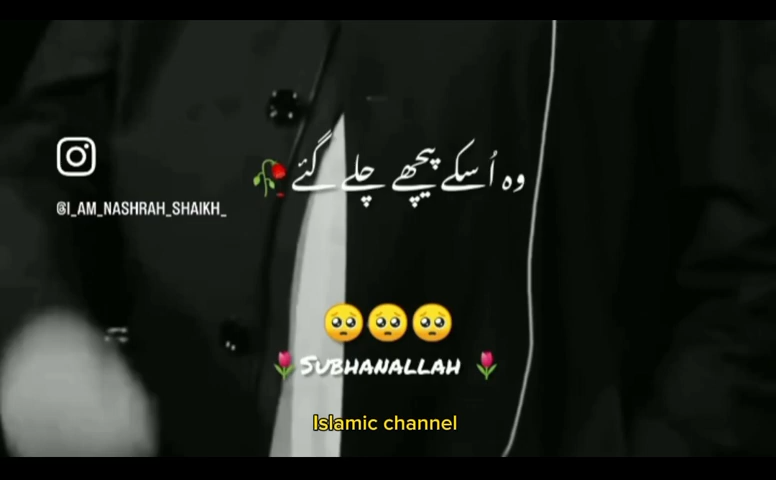 وہ اُسکے پیچھے چلے گئے🥀
@I_AM_NASHRAH_SHAIKH_
🥺🥺🥺
🌷SUBHANALLAH 🌷
Islamic channel